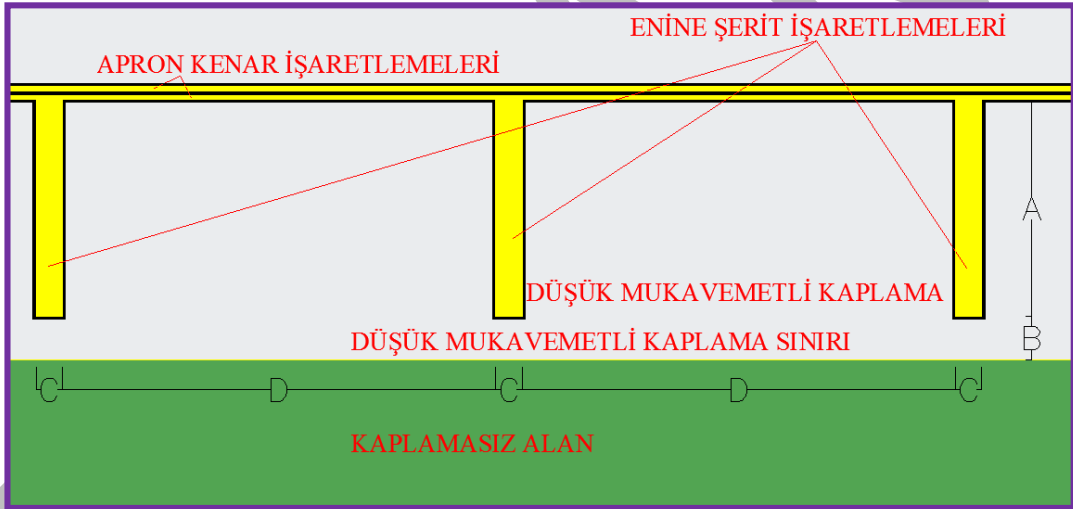 ENİNE ŞERİT İŞARETLEMELERİ
APRON KENAR İŞARETLEMELERİ
A
DÜŞÜK MUKAVEMETLİ KAPLAMA
DÜŞÜK MUKAVEMETLİ KAPLAMA SINIRI
B
C D C D C
KAPLAMASIZ ALAN